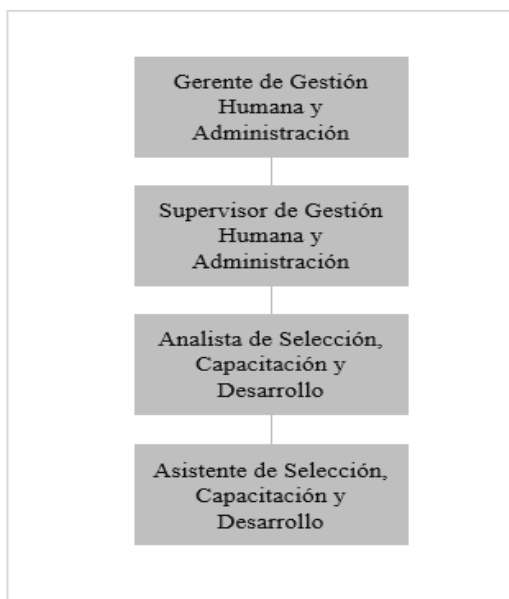 Gerente de Gestión
Humana y
Administración
Supervisor de Gestión
Humana y
Administración
Analista de Selección,
Capacitación y
Desarrollo
Asistente de Selección,
Capacitación y
Desarrollo